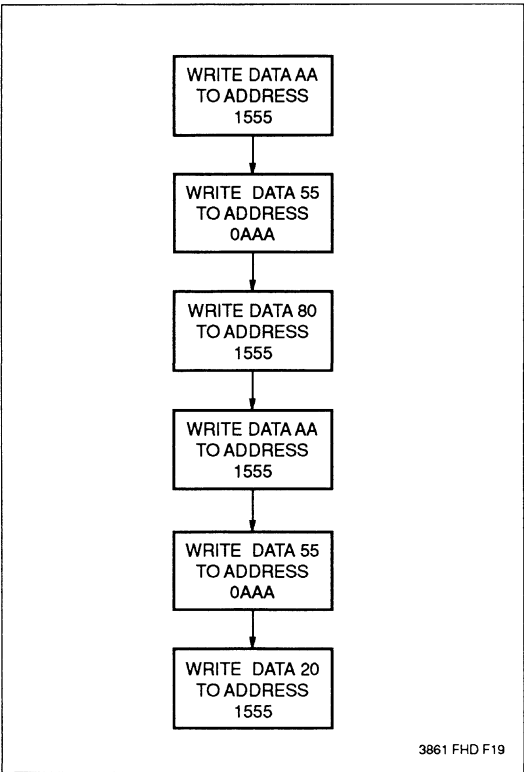 WRITE DATA AA
TO ADDRESS
1555
WRITE DATA 55
TO ADDRESS
0AAA
WRITE DATA 80
TO ADDRESS
1555
WRITE DATA AA
TO ADDRESS
1555
WRITE DATA 55
TO ADDRESS
0AAA
WRITE DATA 20
TO ADDRESS
1555
3861 FHD F19